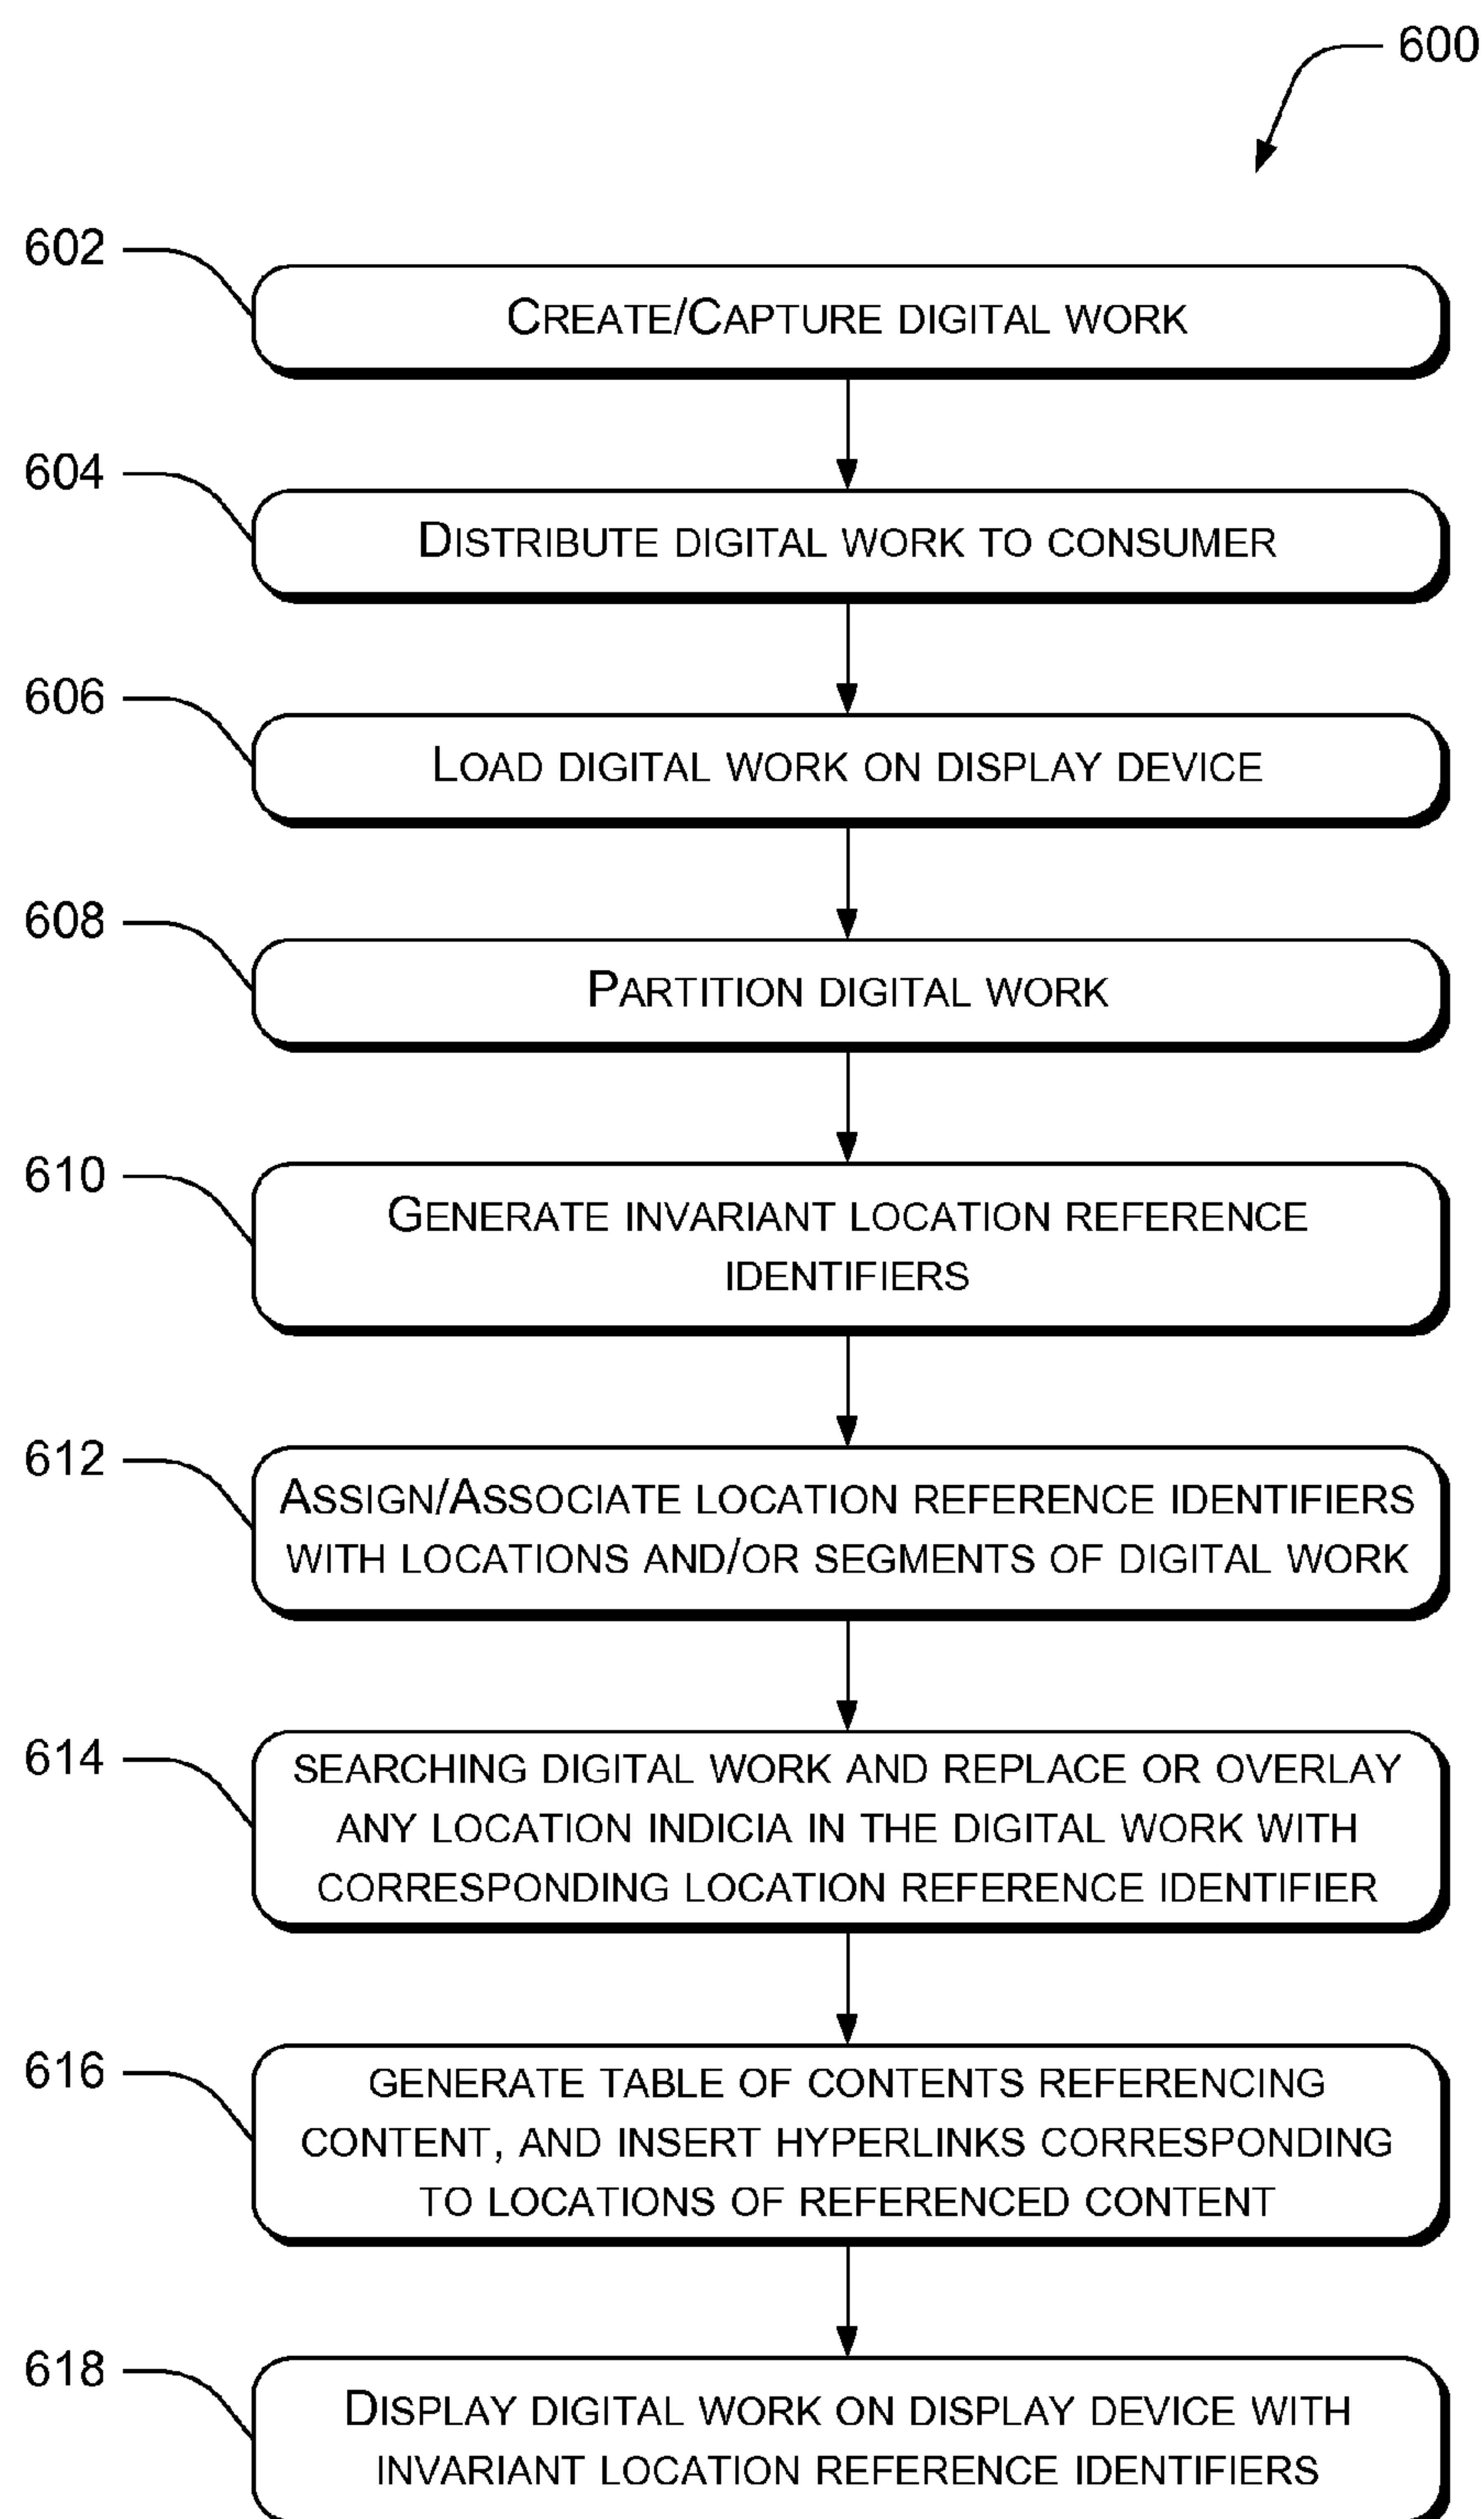 600
602
CREATE/CAPTURE DIGITAL WORK
604
DISTRIBUTE DIGITAL WORK TO CONSUMER
606
LOAD DIGITAL WORK ON DISPLAY DEVICE
608
PARTITION DIGITAL WORK
610
GENERATE INVARIANT LOCATION REFERENCE
IDENTIFIERS
612
ASSIGN/ASSOCIATE LOCATION REFERENCE IDENTIFIERS
WITH LOCATIONS AND/OR SEGMENTS OF DIGITAL WORK
614
SEARCHING DIGITAL WORK AND REPLACE OR OVERLAY
ANY LOCATION INDICIA IN THE DIGITAL WORK WITH
CORRESPONDING LOCATION REFERENCE IDENTIFIER
616
GENERATE TABLE OF CONTENTS REFERENCING
CONTENT, AND INSERT HYPERLINKS CORRESPONDING
TO LOCATIONS OF REFERENCED CONTENT
618
DISPLAY DIGITAL WORK ON DISPLAY DEVICE WITH
INVARIANT LOCATION REFERENCE IDENTIFIERS